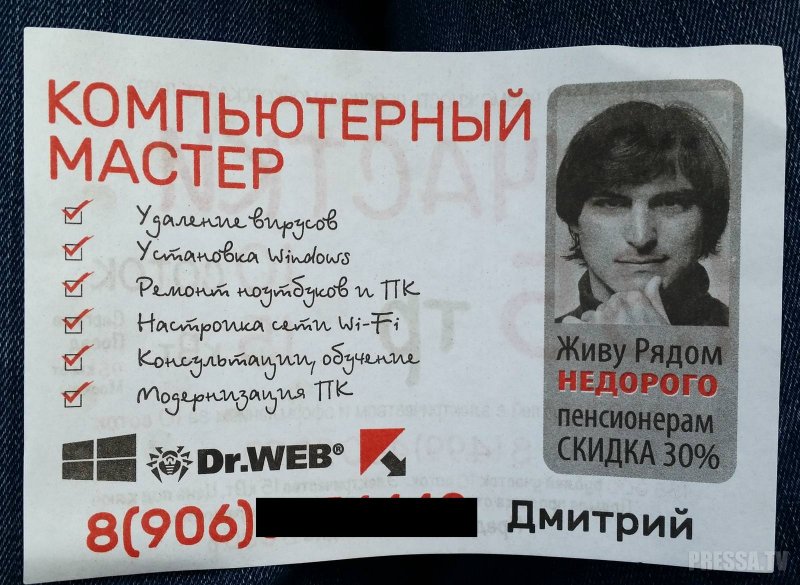 КОМПЬЮТЕРНЫЙ
МАСТЕР
Удаление вирусов
Установка Windows
Ремонт ноутбуков и ПК
Настройка сети Wi-Fi
Консультации, обучение
Модернизация ПК
Dr.WEB®
8(906)
Дмитрий
Живу Рядом
НЕДОРОГО
пенсионерам
СКИДКА 30%
PRESSA.TV